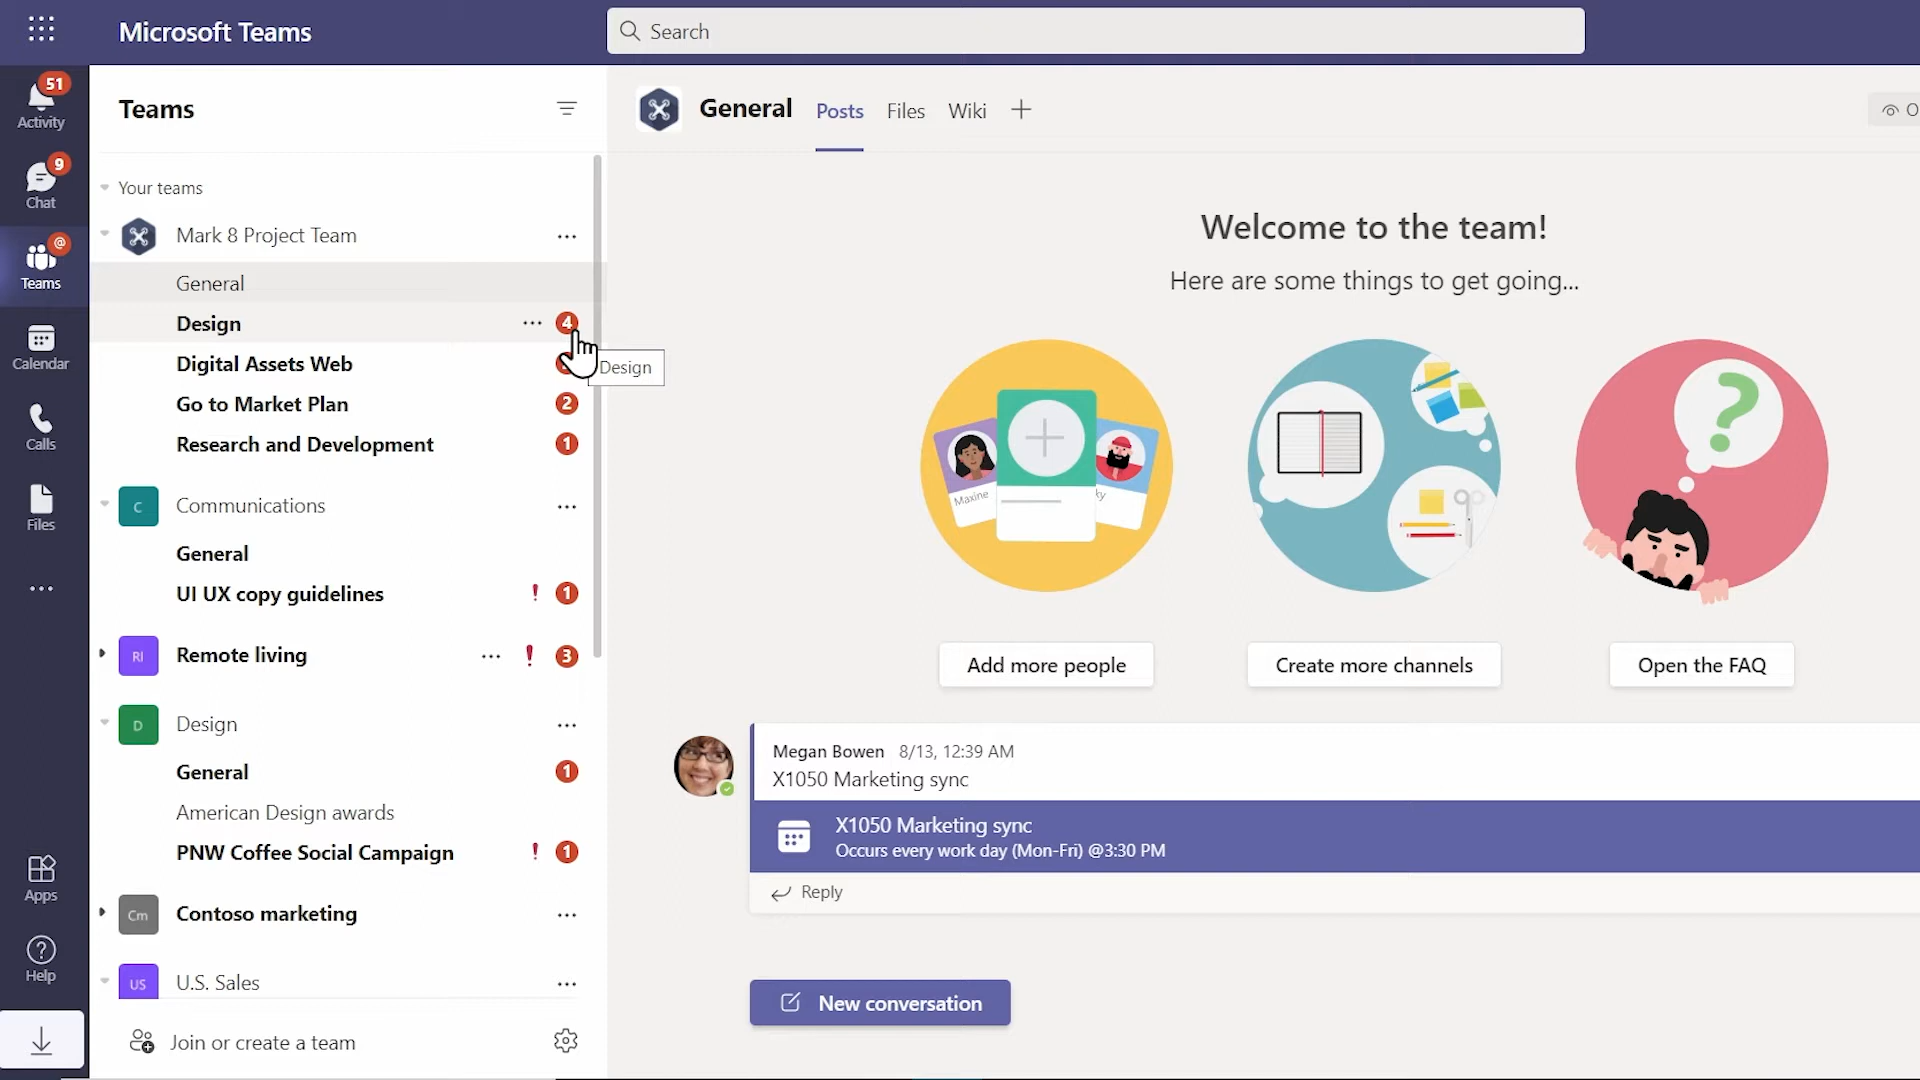 Microsoft Teams
Search
51
Activity
9
Chat
@
Teams
Calendar
Calls
Files
Apps
Help
Teams
Your teams
Mark 8 Project Team
General
Design
4
Design
Digital Assets Web
Go to Market Plan
2
Research and Development
1
C
Communications
General
UI UX copy guidelines
!
1
Rl
Remote living
!
3
D
Design
General
1
American Design awards
PNW Coffee Social Campaign
!
1
Cm
Contoso marketing
US
U.S. Sales
Join or create a team
General
Posts
Files
Wiki
Welcome to the team!
Here are some things to get going...
Maxine
Add more people
Create more channels
?
Open the FAQ
Megan Bowen 8/13, 12:39 AM
X1050 Marketing sync
X1050 Marketing sync
Occurs every work day (Mon-Fri) @3:30 PM
Reply
New conversation